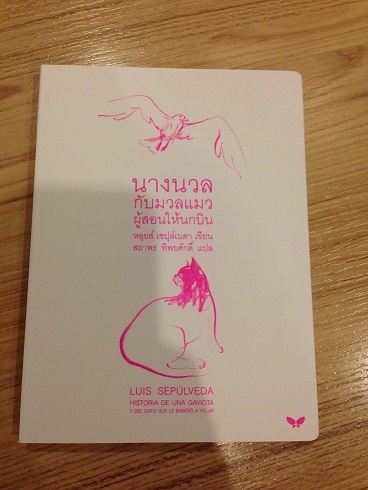 นางนวล
กับมวลแมว
ผู้สอนให้นกบิน
หลุยส์ เซปุล์เบดา เขียน
สถาพร ทิพยศักดิ์ แปล
LUIS SEPÚLVEDA
HISTORIA DE UNA GAVIOTA
Y DEL GATO QUE LE ENSEÑO A VOLAR